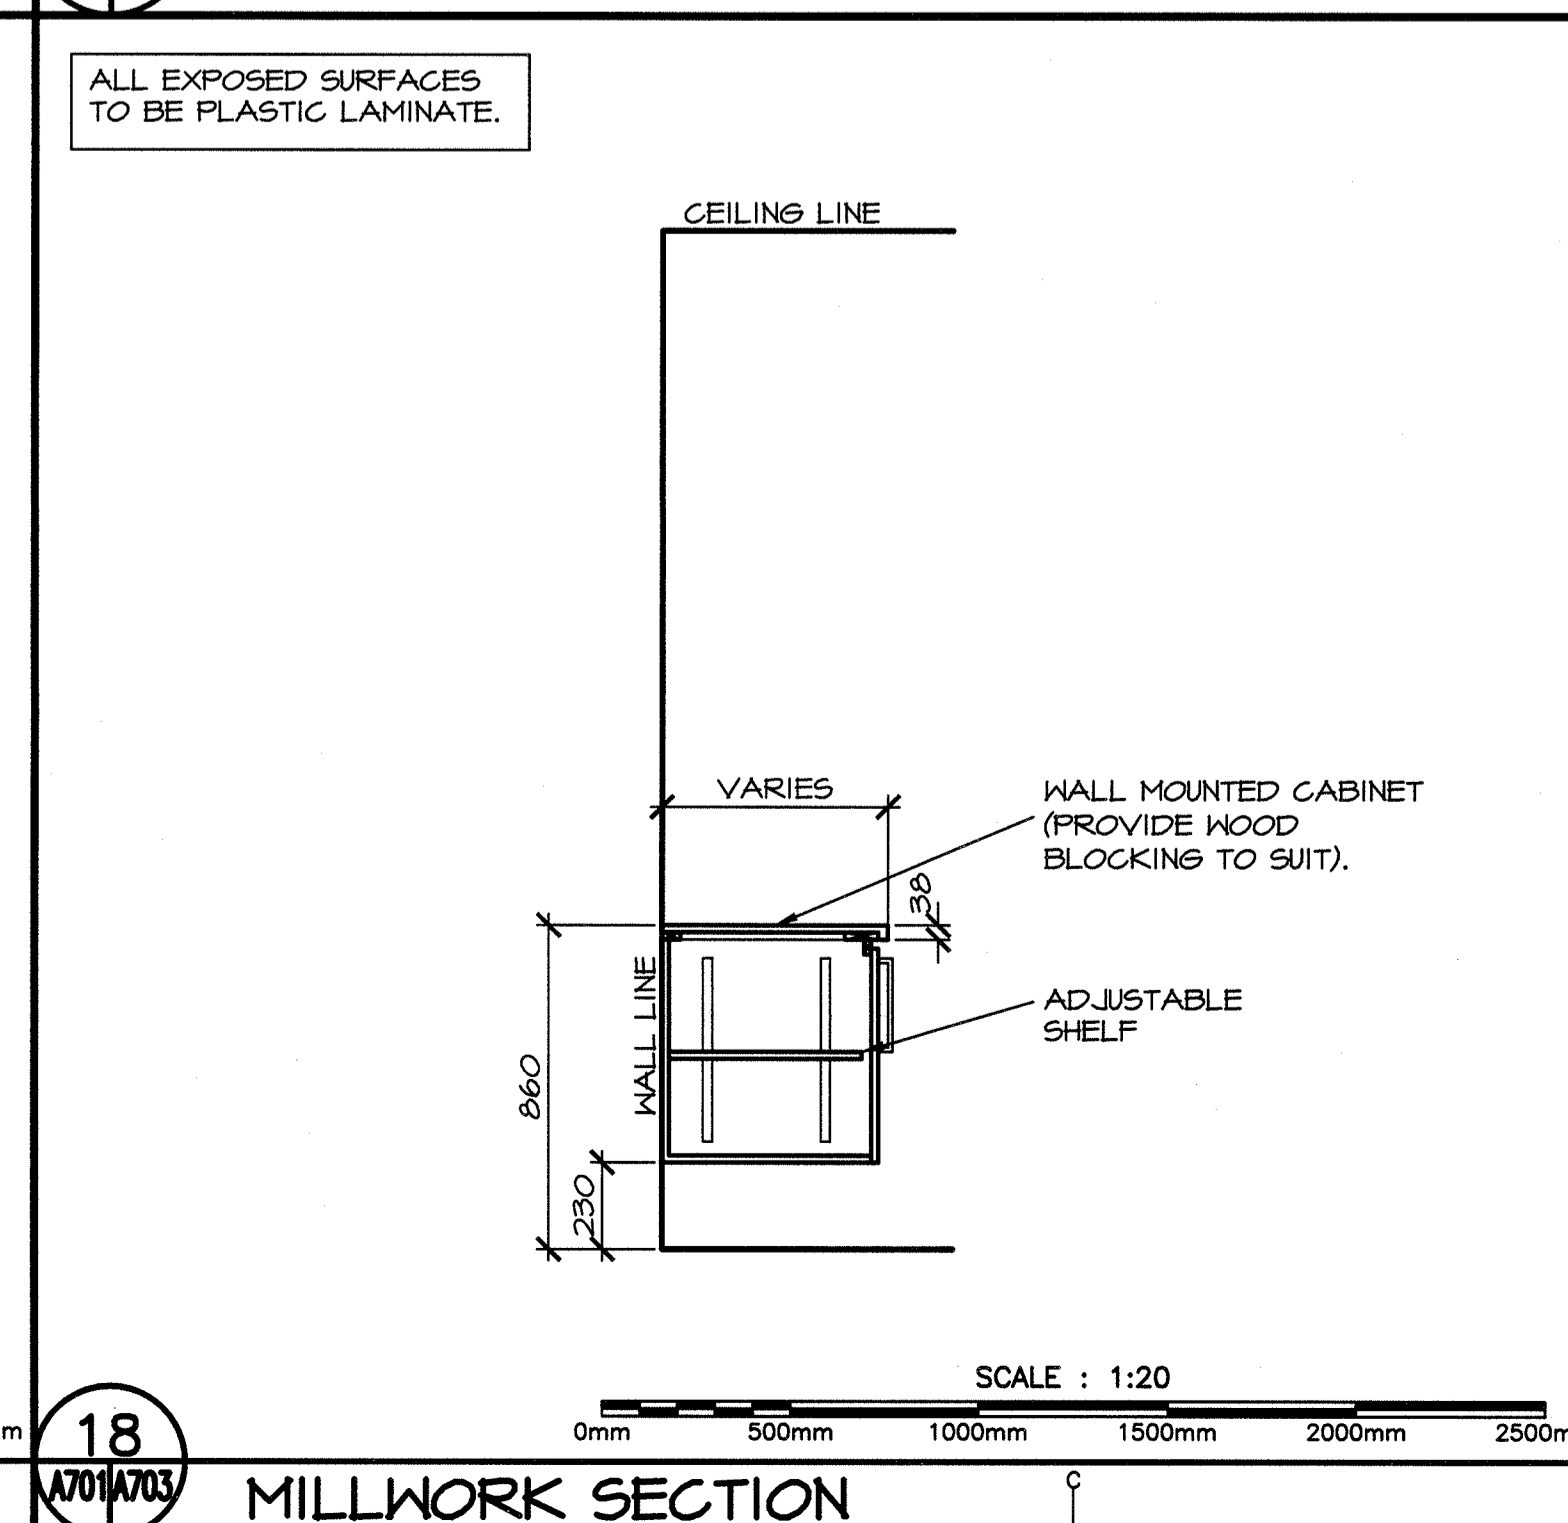 ALL EXPOSED SURFACES
TO BE PLASTIC LAMINATE.
CEILING LINE
VARIES
WALL MOUNTED CABINET
(PROVIDE WOOD
BLOCKING TO SUIT).
38
WALL LINE
ADJUSTABLE
SHELF
860
230
SCALE : 1:20
0mm 500mm 1000mm 1500mm 2000mm 2500m
m
18
A701 A703
MILLWORK SECTION
C